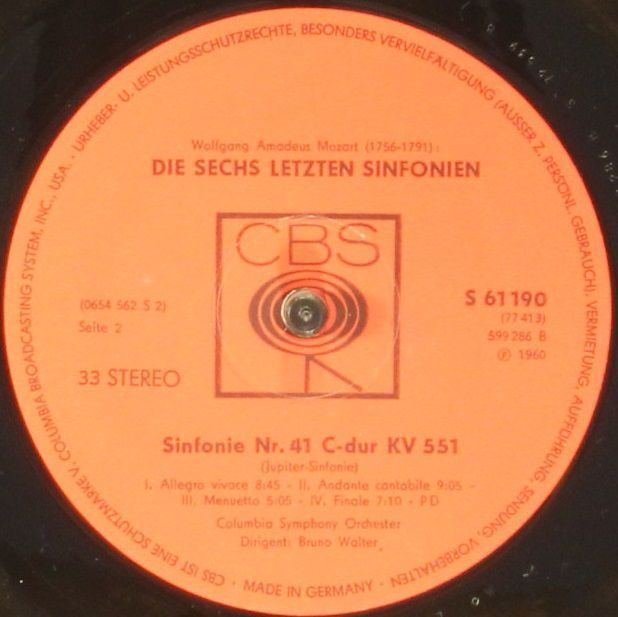 Wolfgang Amadeus Mozart (1756-1791):
DIE SECHS LETZTEN SINFONIEN
CBS
(0654 562 S 2)
Seite 2
33 STEREO
S 61190
(77 413)
599 286 B
℗ 1960
Sinfonie Nr. 41 C-dur KV 551
(Jupiter-Sinfonie)
I. Allegro vivace 8:45 - II. Andante cantabile 9:05 -
III. Menuetto 5:05 - IV. Finale 7:10 - PD
Columbia Symphony Orchester
Dirigent: Bruno Walter
CBS IST EINE SCHUTZMARKE V. COLUMBIA BROADCASTING SYSTEM, INC., USA. · URHEBER- U. LEISTUNGSSCHUTZRECHTE, BESONDERS VERVIELFÄLTIGUNG (AUSSER Z. PERSÖNL. GEBRAUCH), VERMIETUNG, AUFFÜHRUNG, SENDUNG, VORBEHALTEN · MADE IN GERMANY ·